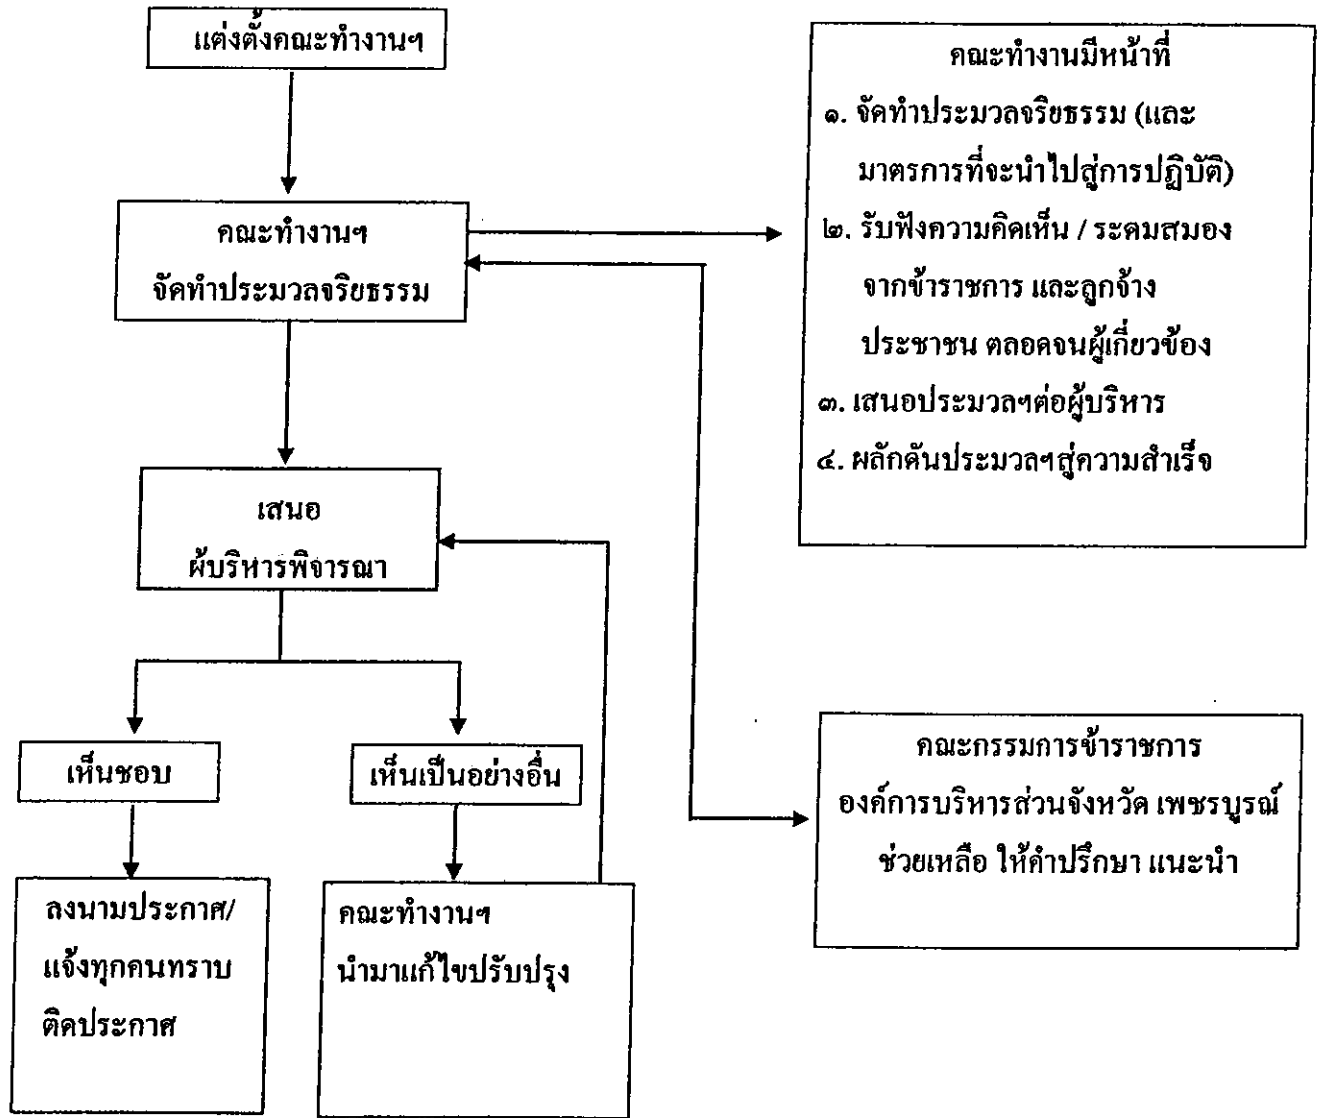 แต่งตั้งคณะทำงานฯ
คณะทำงานฯ
จัดทำประมวลจริยธรรม
คณะทำงานมีหน้าที่
๑. จัดทำประมวลจริยธรรม (และ
มาตรการที่จะนำไปสู่การปฏิบัติ)
๒. รับฟังความคิดเห็น / ระดมสมอง
จากข้าราชการ และลูกจ้าง
ประชาชน ตลอดจนผู้เกี่ยวข้อง
๓. เสนอประมวลฯต่อผู้บริหาร
๔. ผลักดันประมวลฯสู่ความสำเร็จ
เสนอ
ผู้บริหารพิจารณา
เห็นชอบ
เห็นเป็นอย่างอื่น
ลงนามประกาศ/
แจ้งทุกคนทราบ
ติดประกาศ
คณะทำงานฯ
นำมาแก้ไขปรับปรุง
คณะกรรมการข้าราชการ
องค์การบริหารส่วนจังหวัด เพชรบูรณ์
ช่วยเหลือ ให้คำปรึกษา แนะนำ